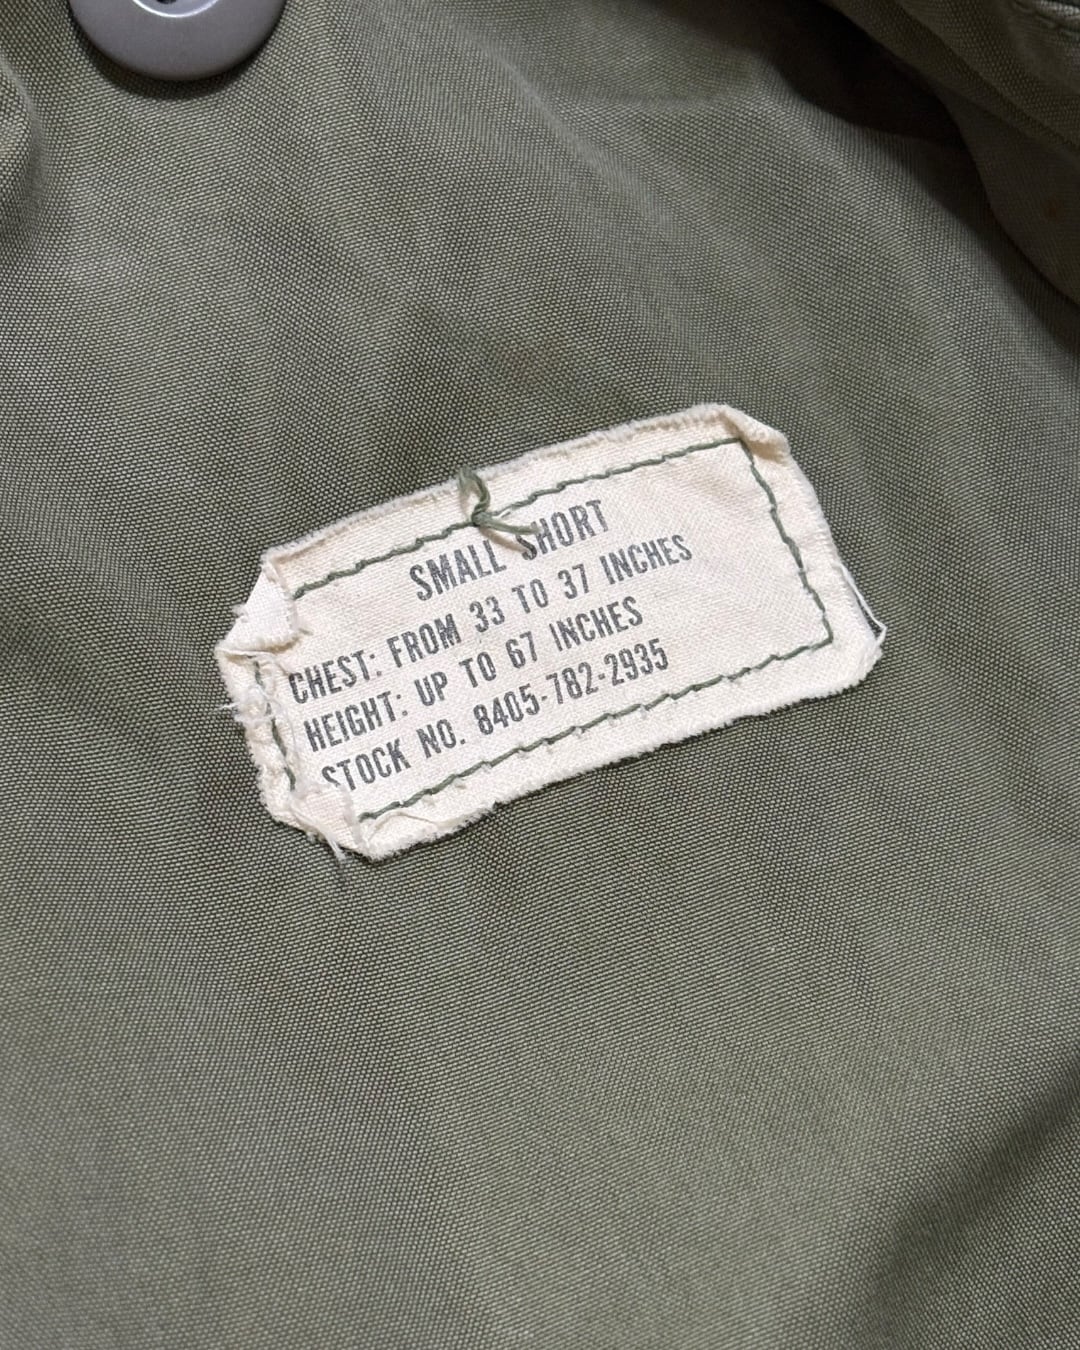 SMALL SHORT
CHEST: FROM 33 TO 37 INCHES
HEIGHT: UP TO 67 INCHES
STOCK NO. 8405-782-2935